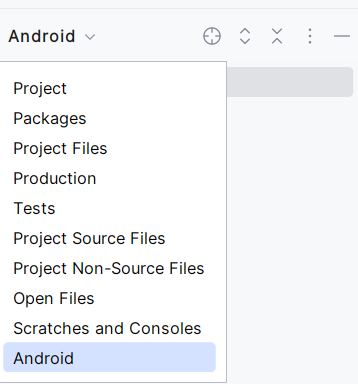 Android
Project
Packages
Project Files
Production
Tests
Project Source Files
Project Non-Source Files
Open Files
Scratches and Consoles
Android